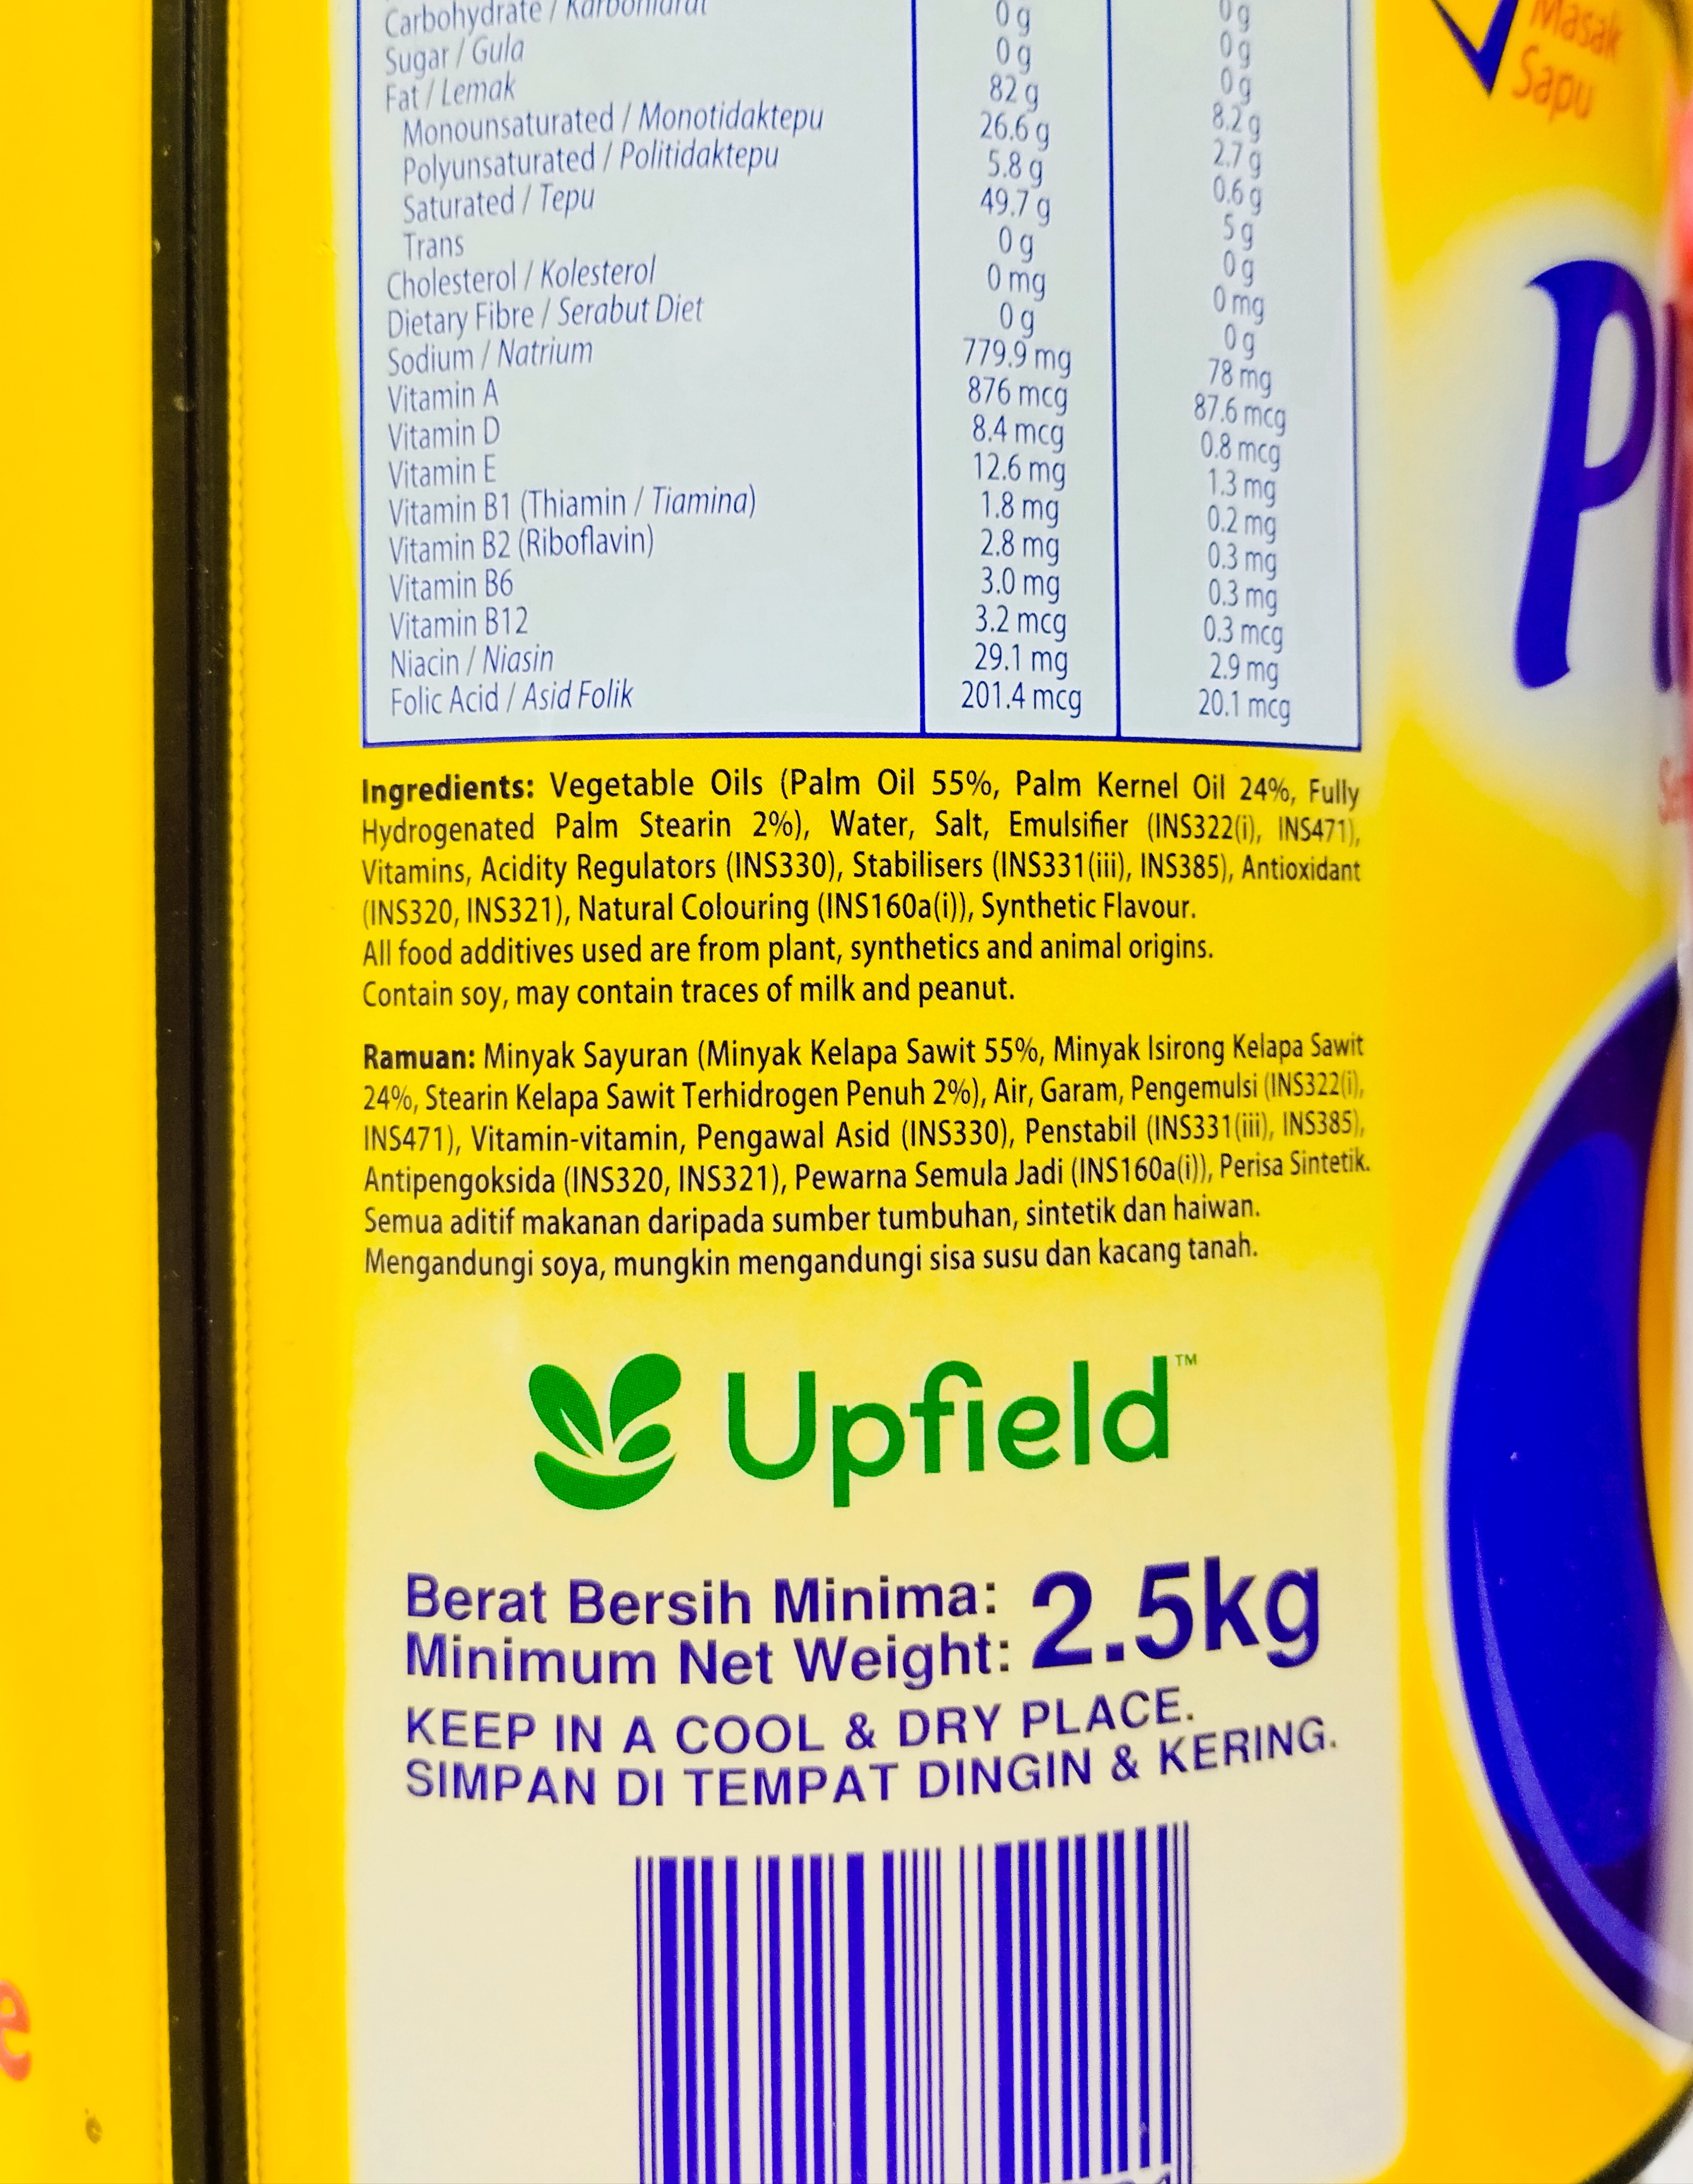 Carbohydrate / Karbohidrat 0 g 0 g
Sugar / Gula 0 g 0 g
Fat / Lemak 82 g 8.2 g
Monounsaturated / Monotidaktepu 26.6 g 2.7 g
Polyunsaturated / Politidaktepu 5.8 g 0.6 g
Saturated / Tepu 49.7 g 5 g
Trans 0 g 0 g
Cholesterol / Kolesterol 0 mg 0 mg
Dietary Fibre / Serabut Diet 0 g 0 g
Sodium / Natrium 779.9 mg 78 mg
Vitamin A 876 mcg 87.6 mcg
Vitamin D 8.4 mcg 0.8 mcg
Vitamin E 12.6 mg 1.3 mg
Vitamin B1 (Thiamin / Tiamina) 1.8 mg 0.2 mg
Vitamin B2 (Riboflavin) 2.8 mg 0.3 mg
Vitamin B6 3.0 mg 0.3 mg
Vitamin B12 3.2 mcg 0.3 mcg
Niacin / Niasin 29.1 mg 2.9 mg
Folic Acid / Asid Folik 201.4 mcg 20.1 mcg
Ingredients: Vegetable Oils (Palm Oil 55%, Palm Kernel Oil 24%, Fully
Hydrogenated Palm Stearin 2%), Water, Salt, Emulsifier (INS322(i), INS471),
Vitamins, Acidity Regulators (INS330), Stabilisers (INS331(iii), INS385), Antioxidant
(INS320, INS321), Natural Colouring (INS160a(i)), Synthetic Flavour.
All food additives used are from plant, synthetics and animal origins.
Contain soy, may contain traces of milk and peanut.
Ramuan: Minyak Sayuran (Minyak Kelapa Sawit 55%, Minyak Isirong Kelapa Sawit
24%, Stearin Kelapa Sawit Terhidrogen Penuh 2%), Air, Garam, Pengemulsi (INS322(i),
INS471), Vitamin-vitamin, Pengawal Asid (INS330), Penstabil (INS331(iii), INS385),
Antipengoksida (INS320, INS321), Pewarna Semula Jadi (INS160a(i)), Perisa Sintetik.
Semua aditif makanan daripada sumber tumbuhan, sintetik dan haiwan.
Mengandungi soya, mungkin mengandungi sisa susu dan kacang tanah.
Upfield™
Berat Bersih Minima: 2.5kg
Minimum Net Weight:
KEEP IN A COOL & DRY PLACE.
SIMPAN DI TEMPAT DINGIN & KERING.
Masak
Sapu